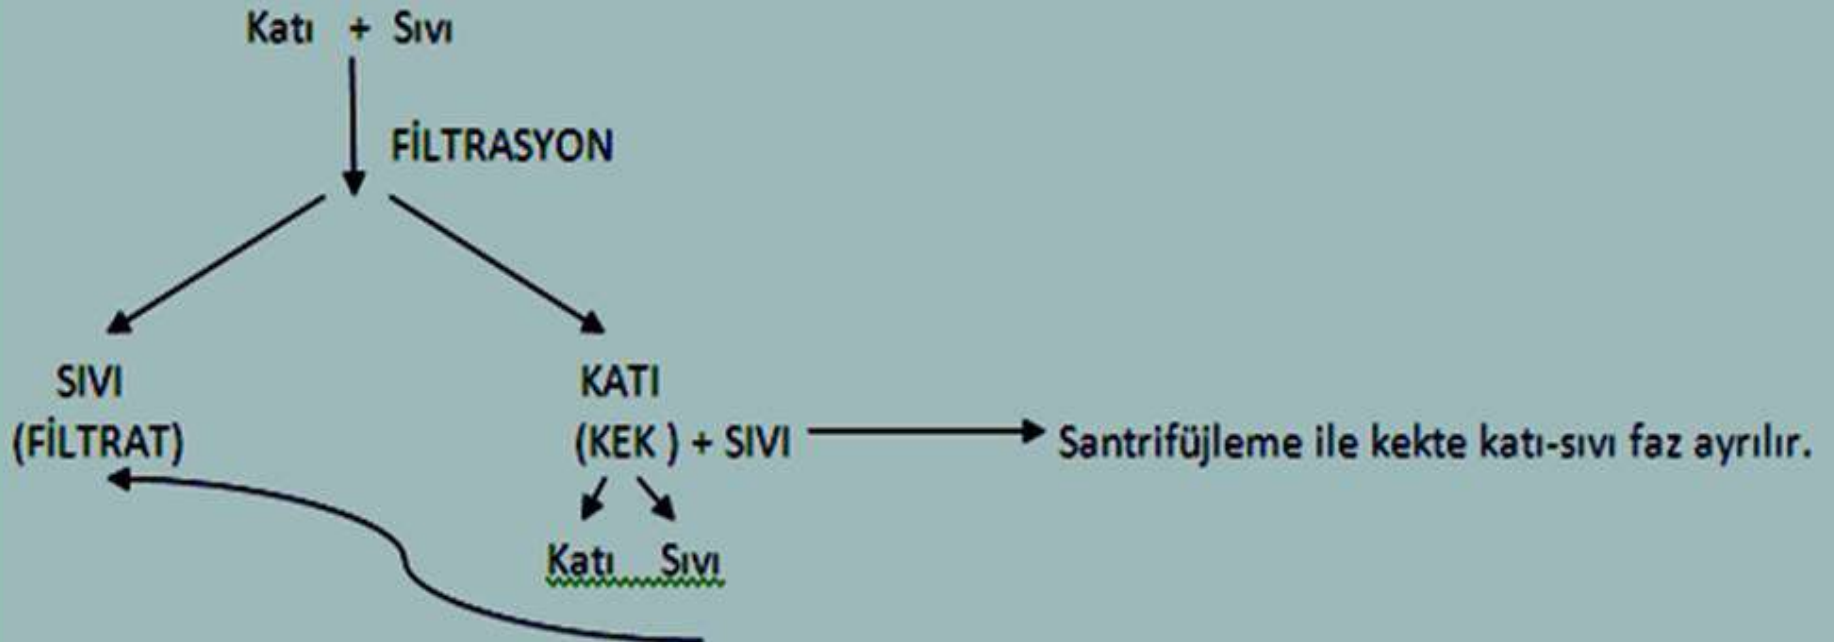 Katı + Sıvı
FİLTRASYON
SIVI
(FİLTRAT)
KATI
(KEK ) + SIVI
Santrifüjleme ile kekte katı-sıvı faz ayrılır.
Katı Sıvı